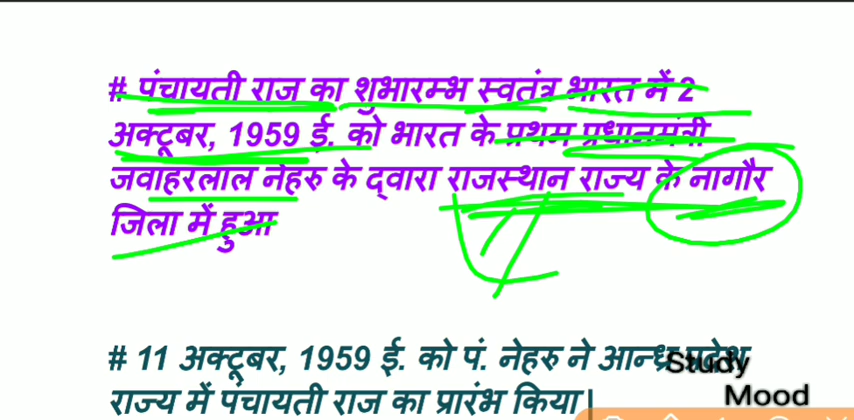 # पंचायती राज का शुभारम्भ स्वतंत्र भारत में 2
अक्टूबर, 1959 ई. को भारत के प्रथम प्रधानमंत्री
जवाहरलाल नेहरु के द्वारा राजस्थान राज्य के नागौर
जिला में हुआ
# 11 अक्टूबर, 1959 ई. को पं. नेहरु ने आन्ध्र प्रदेश
राज्य में पंचायती राज का प्रारंभ किया|
Study
Mood